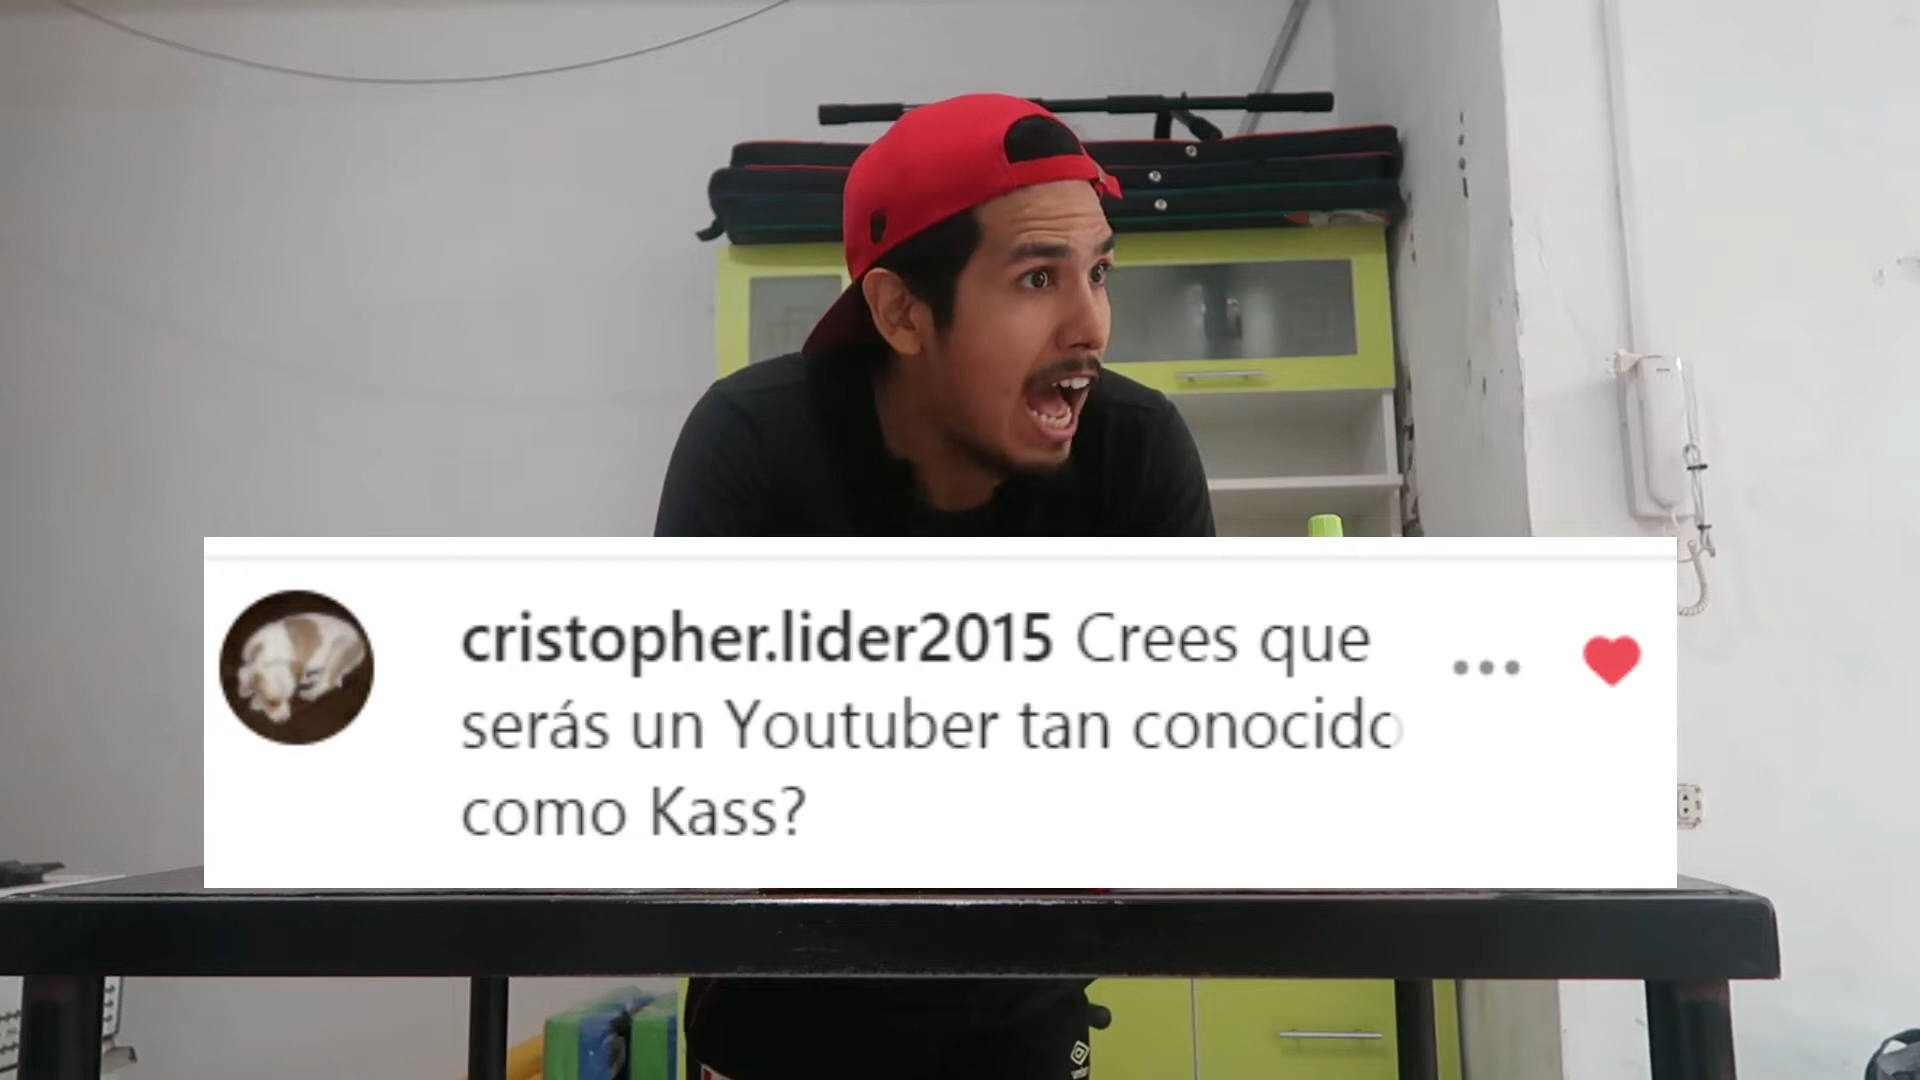 cristopher.lider2015 Crees que
serás un Youtuber tan conocido
como Kass?